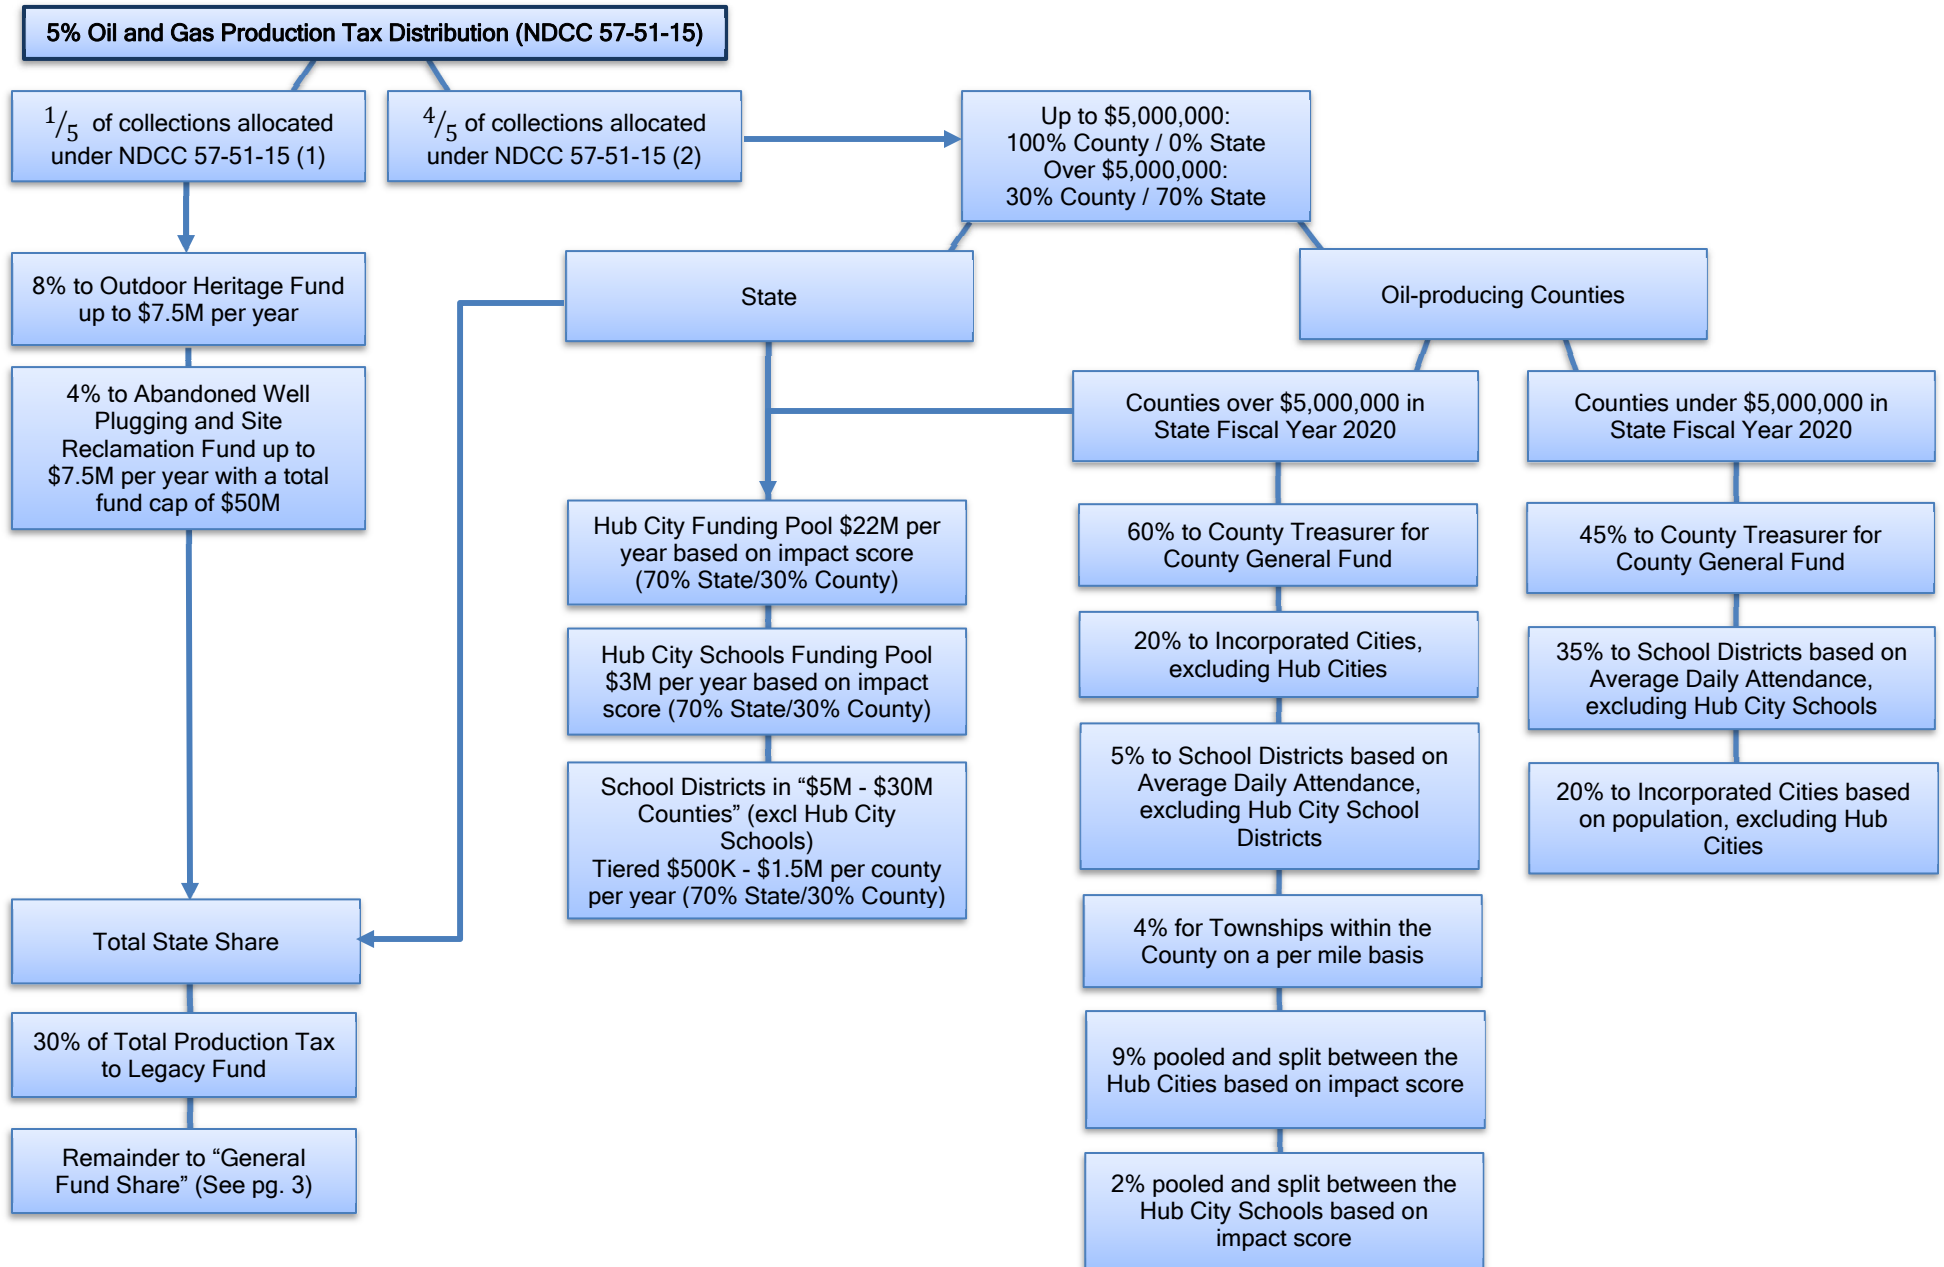 5% Oil and Gas Production Tax Distribution (NDCC 57-51-15)
1/5 of collections allocated
under NDCC 57-51-15 (1)
4/5 of collections allocated
under NDCC 57-51-15 (2)
Up to $5,000,000:
100% County / 0% State
Over $5,000,000:
30% County / 70% State
8% to Outdoor Heritage Fund
up to $7.5M per year
State
Oil-producing Counties
4% to Abandoned Well
Plugging and Site
Reclamation Fund up to
$7.5M per year with a total
fund cap of $50M
Counties over $5,000,000 in
State Fiscal Year 2020
Counties under $5,000,000 in
State Fiscal Year 2020
Hub City Funding Pool $22M per
year based on impact score
(70% State/30% County)
60% to County Treasurer for
County General Fund
45% to County Treasurer for
County General Fund
Hub City Schools Funding Pool
$3M per year based on impact
score (70% State/30% County)
20% to Incorporated Cities,
excluding Hub Cities
35% to School Districts based on
Average Daily Attendance,
excluding Hub City Schools
School Districts in “$5M - $30M
Counties” (excl Hub City
Schools)
Tiered $500K - $1.5M per county
per year (70% State/30% County)
5% to School Districts based on
Average Daily Attendance,
excluding Hub City School
Districts
20% to Incorporated Cities based
on population, excluding Hub
Cities
Total State Share
4% for Townships within the
County on a per mile basis
30% of Total Production Tax
to Legacy Fund
9% pooled and split between the
Hub Cities based on impact score
Remainder to “General
Fund Share” (See pg. 3)
2% pooled and split between the
Hub City Schools based on
impact score